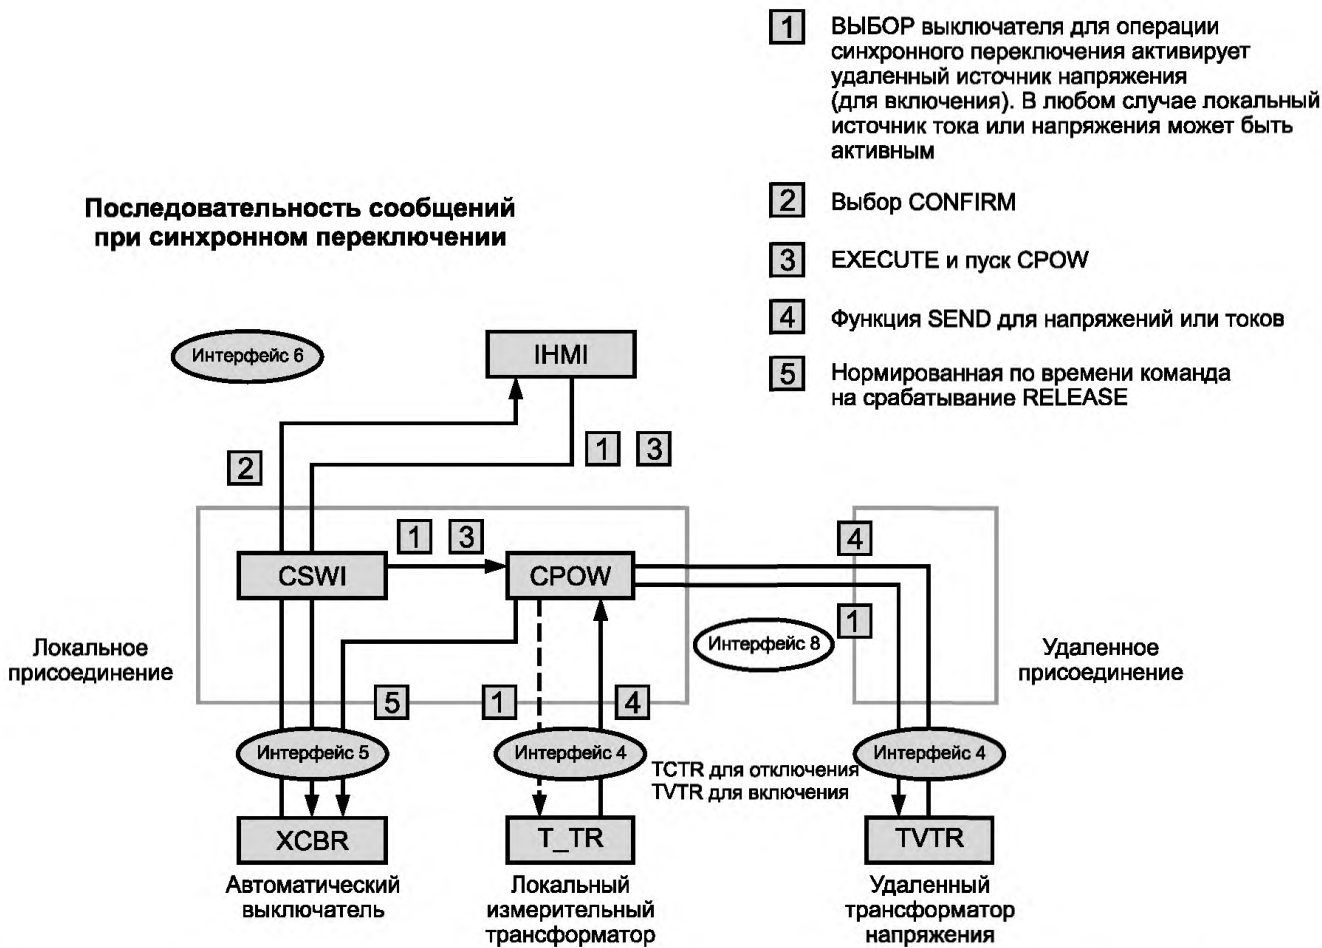 1 ВЫБОР выключателя для операции
синхронного переключения активирует
удаленный источник напряжения
(для включения). В любом случае локальный
источник тока или напряжения может быть
активным
2 Выбор CONFIRM
3 EXECUTE и пуск CPOW
4 Функция SEND для напряжений или токов
5 Нормированная по времени команда
на срабатывание RELEASE
Последовательность сообщений
при синхронном переключении
Интерфейс 6
IHMI
1 3
2
1 3
4
CSWI
CPOW
1
Интерфейс 8
Локальное
присоединение
Удаленное
присоединение
5
1
4
Интерфейс 5
Интерфейс 4
Интерфейс 4
TCTR для отключения
TVTR для включения
XCBR
T_TR
TVTR
Автоматический
выключатель
Локальный
измерительный
трансформатор
Удаленный
трансформатор
напряжения